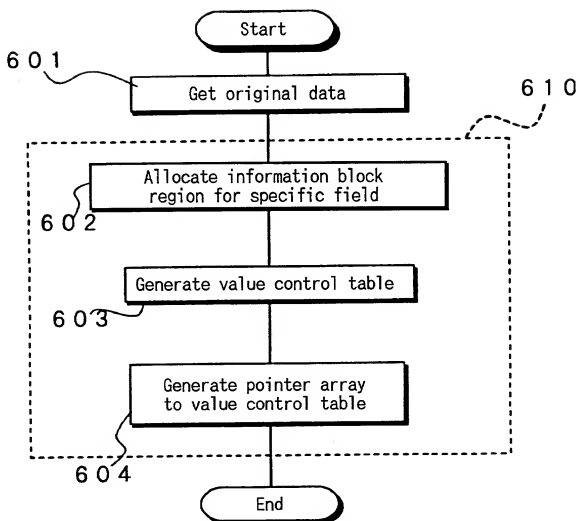 Start
601
Get original data
610
Allocate information block
region for specific field
602
Generate value control table
603
Generate pointer array
to value control table
604
End